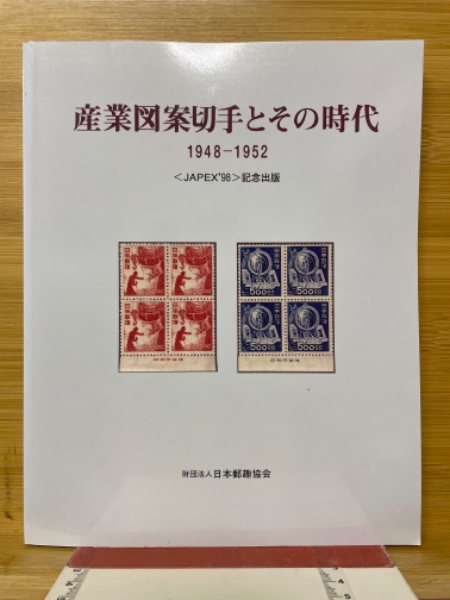 産業図案切手とその時代
1948-1952
<JAPEX'98>記念出版
財団法人日本郵趣協会